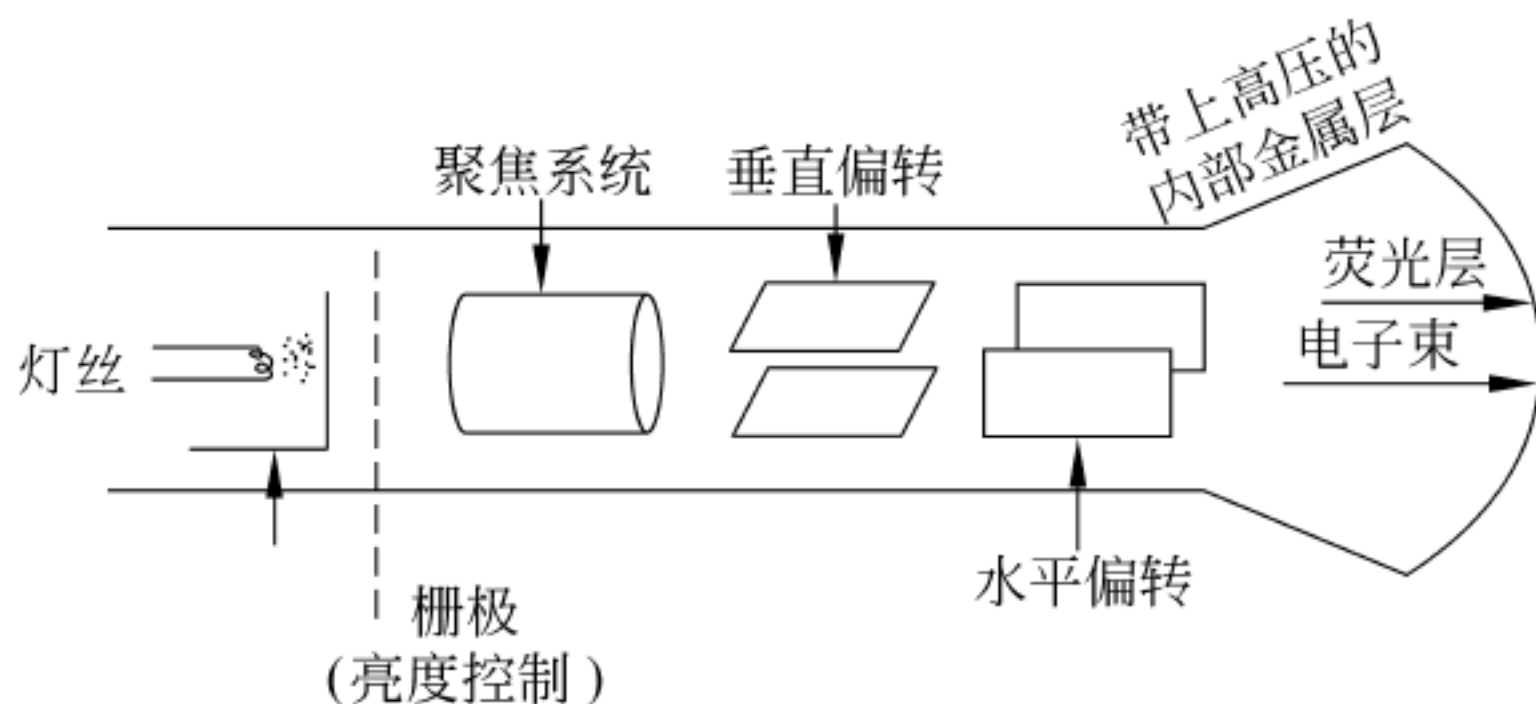 带上高压的
内部金属层
聚焦系统
垂直偏转
荧光层
电子束
灯丝
水平偏转
栅极
(亮度控制)